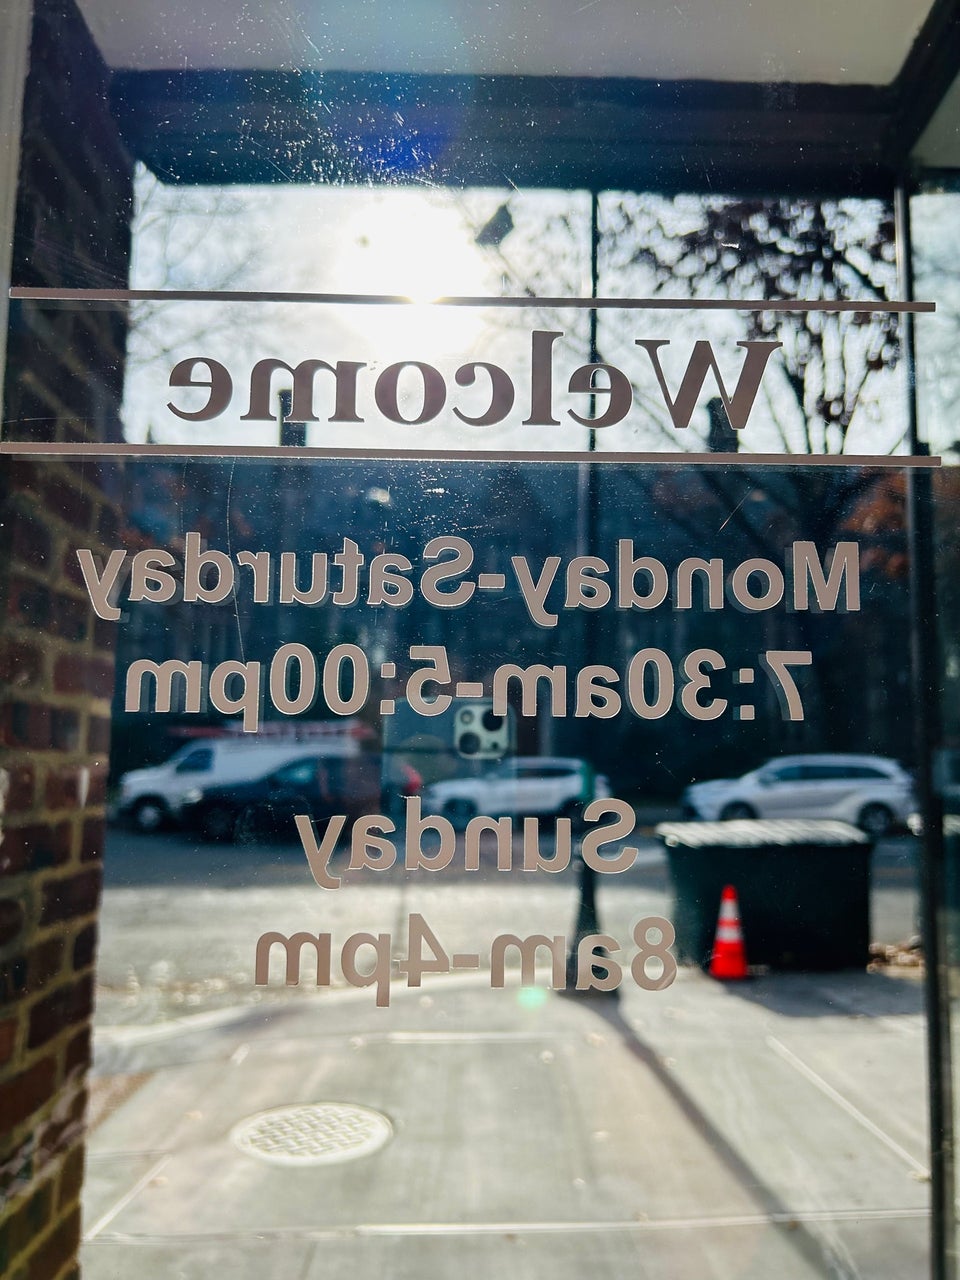 Welcome
Monday-Saturday
7:30am-5:00pm
Sunday
8am-4pm